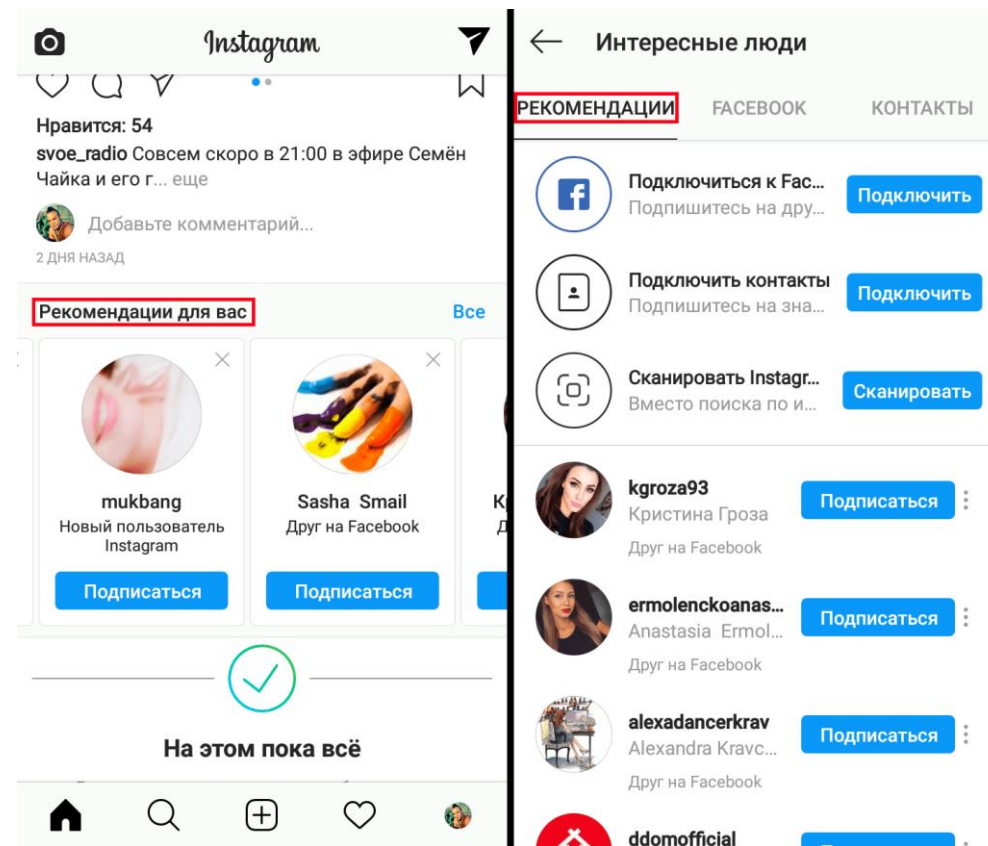 Instagram
Нравится: 54
svoe_radio Совсем скоро в 21:00 в эфире Семён
Чайка и его г... еще
Добавьте комментарий...
2 ДНЯ НАЗАД
Рекомендации для вас
Все
mukbang
Новый пользователь
Instagram
Подписаться
Sasha Smail
Друг на Facebook
Подписаться
На этом пока всё
Интересные люди
РЕКОМЕНДАЦИИ
FACEBOOK
КОНТАКТЫ
Подключиться к Fac...
Подпишитесь на дру...
Подключить
Подключить контакты
Подпишитесь на зна...
Подключить
Сканировать Instagr...
Вместо поиска по и...
Сканировать
kgroza93
Кристина Гроза
Друг на Facebook
Подписаться
ermolenckoanas...
Anastasia Ermol...
Друг на Facebook
Подписаться
alexadancerkrav
Alexandra Kravc...
Друг на Facebook
Подписаться
ddomofficial